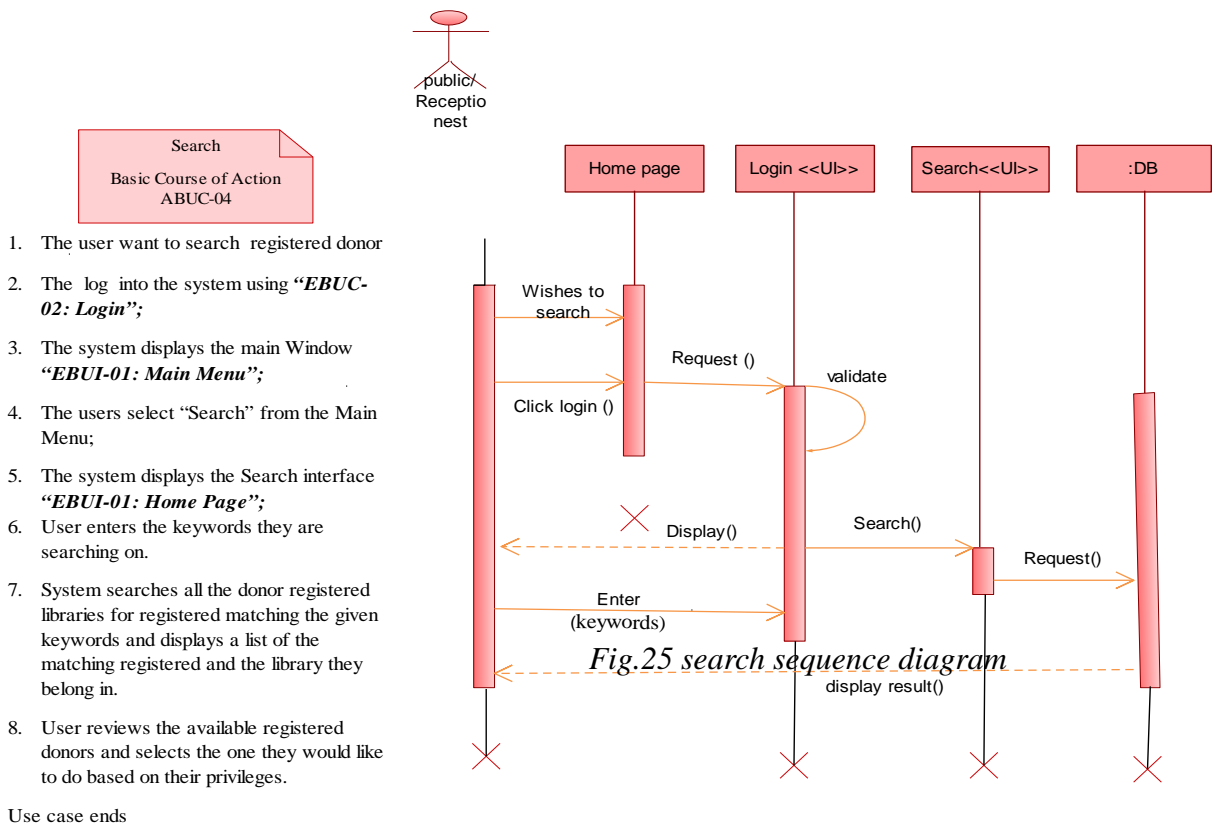 public/
Receptio
nest
Search
Basic Course of Action
ABUC-04
1. The user want to search registered donor
2. The log into the system using “EBUC-
02: Login”;
3. The system displays the main Window
“EBUI-01: Main Menu”;
4. The users select “Search” from the Main
Menu;
5. The system displays the Search interface
“EBUI-01: Home Page”;
6. User enters the keywords they are
searching on.
7. System searches all the donor registered
libraries for registered matching the given
keywords and displays a list of the
matching registered and the library they
belong in.
8. User reviews the available registered
donors and selects the one they would like
to do based on their privileges.
Use case ends
Home page
Login <<UI>>
Search<<UI>>
:DB
Wishes to
search
Request ()
validate
Click login ()
Display()
Search()
Request()
Enter
(keywords)
Fig.25 search sequence diagram
display result()